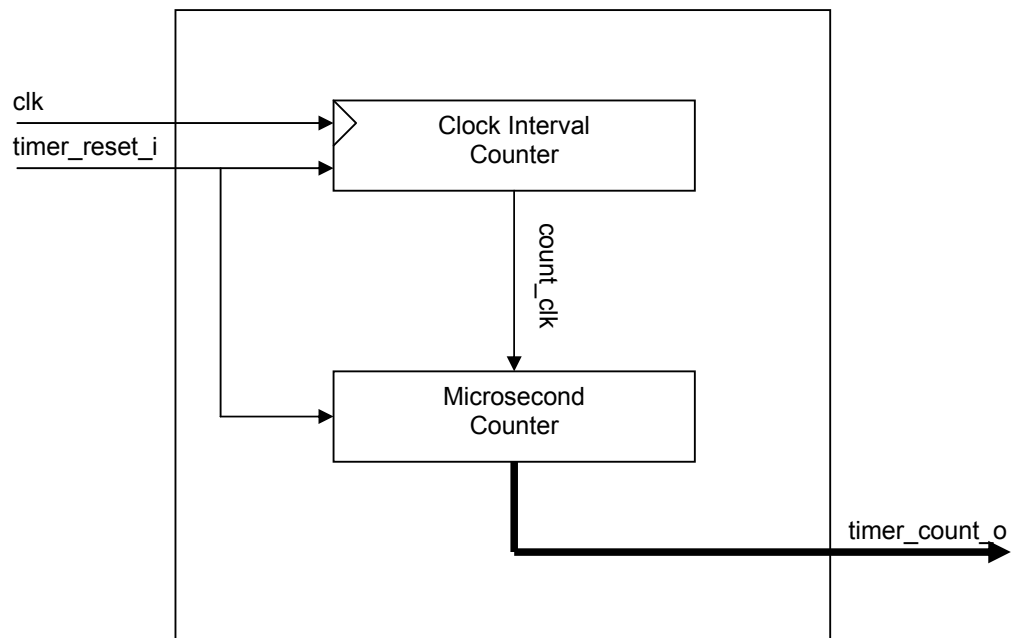 clk
timer_reset_i
Clock Interval
Counter
count_clk
Microsecond
Counter
timer_count_o